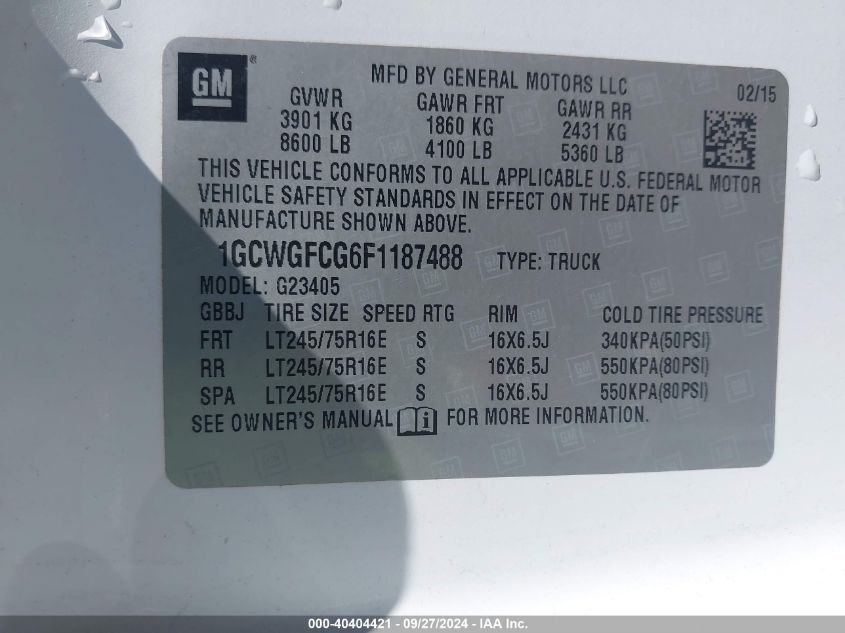 GM ®
MFD BY GENERAL MOTORS LLC
02/15
GVWR GAWR FRT GAWR RR
3901 KG 1860 KG 2431 KG
8600 LB 4100 LB 5360 LB
THIS VEHICLE CONFORMS TO ALL APPLICABLE U.S. FEDERAL MOTOR
VEHICLE SAFETY STANDARDS IN EFFECT ON THE DATE OF
MANUFACTURE SHOWN ABOVE.
1GCWGFCG6F1187488 TYPE: TRUCK
MODEL: G23405
GBBJ TIRE SIZE SPEED RTG RIM COLD TIRE PRESSURE
FRT LT245/75R16E S 16X6.5J 340KPA(50PSI)
RR LT245/75R16E S 16X6.5J 550KPA(80PSI)
SPA LT245/75R16E S 16X6.5J 550KPA(80PSI)
SEE OWNER'S MANUAL FOR MORE INFORMATION.
000-40404421 - 09/27/2024 - IAA Inc.